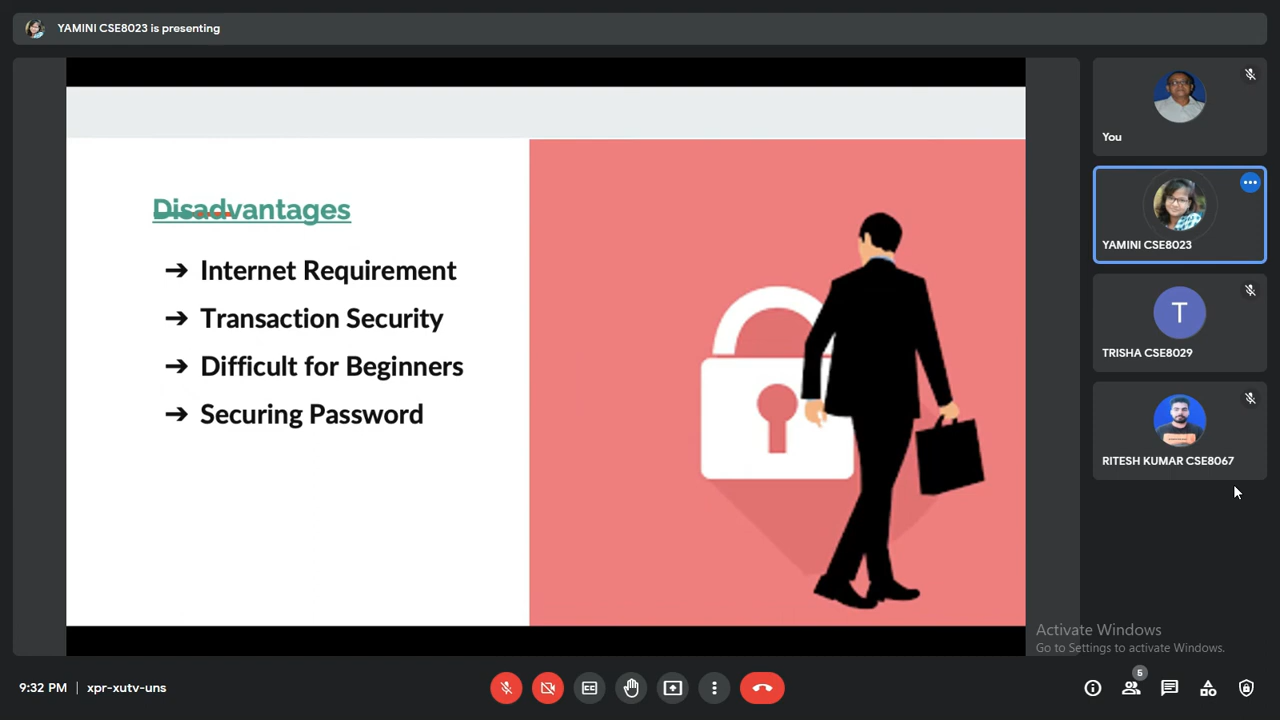 YAMINI CSE8023 is presenting
Disadvantages
➔ Internet Requirement
➔ Transaction Security
➔ Difficult for Beginners
➔ Securing Password
You
YAMINI CSE8023
T
TRISHA CSE8029
RITESH KUMAR CSE8067
Activate Windows
Go to Settings to activate Windows.
9:32 PM | xpr-xutv-uns
5